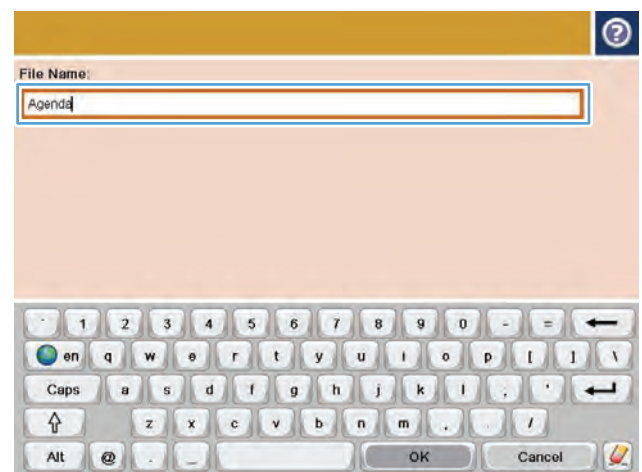 ?
File Name:
Agenda
` 1 2 3 4 5 6 7 8 9 0 - =
en q w e r t y u i o p [ ] \
Caps a s d f g h j k l ; '
z x c v b n m , /
Alt @ . _ OK Cancel